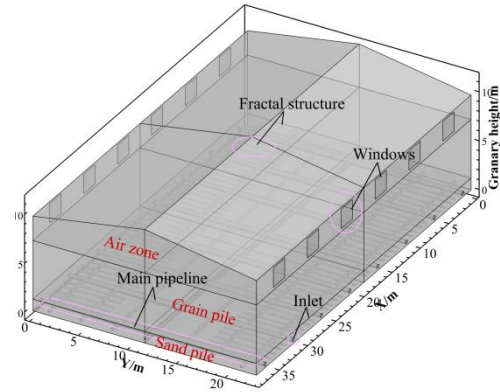 Fractal structure
Windows
Granary height/m
10
5
0
0
5
10
15
20
25
30
35
X/m
Inlet
Air zone
Main pipeline
Grain pile
Sand pile
10
5
0
0
5
10
15
20
Y/m